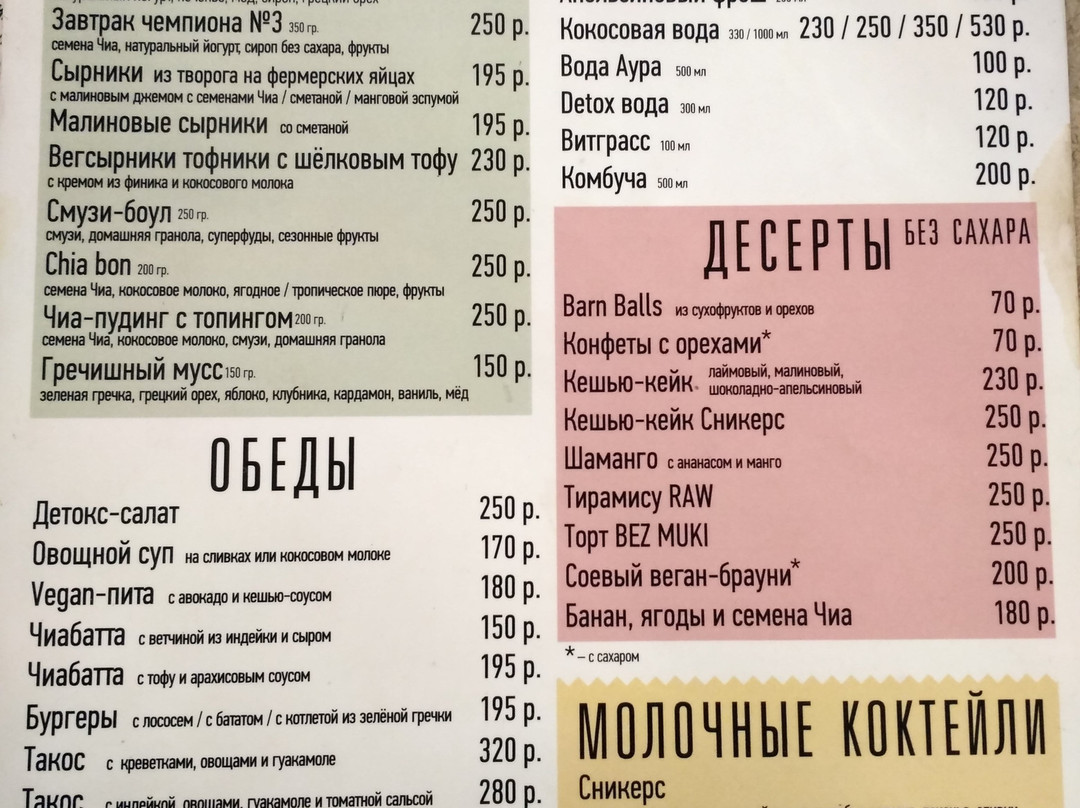 Завтрак чемпиона №3 350 гр. 250 р.
семена Чиа, натуральный йогурт, сироп без сахара, фрукты
Сырники из творога на фермерских яйцах 195 р.
с малиновым джемом с семенами Чиа / сметаной / манговой эспумой
Малиновые сырники со сметаной 195 р.
Вегсырники тофники с шёлковым тофу 230 р.
с кремом из финика и кокосового молока
Смузи-боул 250 гр. 250 р.
смузи, домашняя гранола, суперфуды, сезонные фрукты
Chia bon 200 гр. 250 р.
семена Чиа, кокосовое молоко, ягодное / тропическое пюре, фрукты
Чиа-пудинг с топингом 200 гр. 250 р.
семена Чиа, кокосовое молоко, смузи, домашняя гранола
Гречишный мусс 150 гр. 150 р.
зеленая гречка, грецкий орех, яблоко, клубника, кардамон, ваниль, мёд
ОБЕДЫ
Детокс-салат 250 р.
Овощной суп на сливках или кокосовом молоке 170 р.
Vegan-пита с авокадо и кешью-соусом 180 р.
Чиабатта с ветчиной из индейки и сыром 150 р.
Чиабатта с тофу и арахисовым соусом 195 р.
Бургеры с лососем / с бататом / с котлетой из зелёной гречки 195 р.
Такос с креветками, овощами и гуакамоле 320 р.
Такос с индейкой, овощами, гуакамоле и томатной сальсой 280 р.
Кокосовая вода 330 / 1000 мл 230 / 250 / 350 / 530 р.
Вода Аура 500 мл 100 р.
Detox вода 300 мл 120 р.
Витграсс 100 мл 120 р.
Комбуча 500 мл 200 р.
ДЕСЕРТЫ БЕЗ САХАРА
Barn Balls из сухофруктов и орехов 70 р.
Конфеты с орехами* 70 р.
Кешью-кейк лаймовый, малиновый,
шоколадно-апельсиновый 230 р.
Кешью-кейк Сникерс 250 р.
Шаманго с ананасом и манго 250 р.
Тирамису RAW 250 р.
Торт BEZ MUKI 250 р.
Соевый веган-брауни* 200 р.
Банан, ягоды и семена Чиа 180 р.
* – с сахаром
МОЛОЧНЫЕ КОКТЕЙЛИ
Сникерс